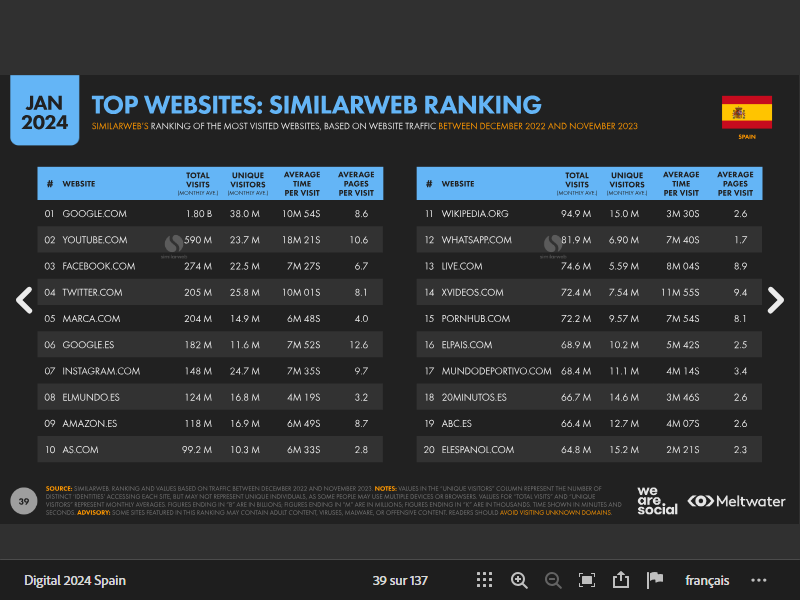 JAN
2024
TOP WEBSITES: SIMILARWEB RANKING
SIMILARWEB'S RANKING OF THE MOST VISITED WEBSITES, BASED ON WEBSITE TRAFFIC BETWEEN DECEMBER 2022 AND NOVEMBER 2023
SPAIN
# WEBSITE TOTAL VISITS (MONTHLY AVE.) UNIQUE VISITORS (MONTHLY AVE.) AVERAGE TIME PER VISIT AVERAGE PAGES PER VISIT
01 GOOGLE.COM 1.80 B 38.0 M 10M 54S 8.6
02 YOUTUBE.COM 590 M 23.7 M 18M 21S 10.6
03 FACEBOOK.COM 274 M 22.5 M 7M 27S 6.7
04 TWITTER.COM 205 M 25.8 M 10M 01S 8.1
05 MARCA.COM 204 M 14.9 M 6M 48S 4.0
06 GOOGLE.ES 182 M 11.6 M 7M 52S 12.6
07 INSTAGRAM.COM 148 M 24.7 M 7M 35S 9.7
08 ELMUNDO.ES 124 M 16.8 M 4M 19S 3.2
09 AMAZON.ES 118 M 16.9 M 6M 49S 8.7
10 AS.COM 99.2 M 10.3 M 6M 33S 2.8
# WEBSITE TOTAL VISITS (MONTHLY AVE.) UNIQUE VISITORS (MONTHLY AVE.) AVERAGE TIME PER VISIT AVERAGE PAGES PER VISIT
11 WIKIPEDIA.ORG 94.9 M 15.0 M 3M 30S 2.6
12 WHATSAPP.COM 81.9 M 6.90 M 7M 40S 1.7
13 LIVE.COM 74.6 M 5.59 M 8M 04S 8.9
14 XVIDEOS.COM 72.4 M 7.54 M 11M 55S 9.4
15 PORNHUB.COM 72.2 M 9.57 M 7M 54S 8.1
16 ELPAIS.COM 68.9 M 10.2 M 5M 42S 2.5
17 MUNDODEPORTIVO.COM 68.4 M 11.1 M 4M 14S 3.4
18 20MINUTOS.ES 66.7 M 14.6 M 3M 46S 2.6
19 ABC.ES 66.4 M 12.7 M 4M 07S 2.6
20 ELESPANOL.COM 64.8 M 15.2 M 2M 21S 2.3
39
SOURCE: SIMILARWEB. RANKING AND VALUES BASED ON TRAFFIC BETWEEN DECEMBER 2022 AND NOVEMBER 2023. NOTES: VALUES IN THE "UNIQUE VISITORS" COLUMN REPRESENT THE NUMBER OF
DISTINCT 'IDENTITIES' ACCESSING EACH SITE, BUT MAY NOT REPRESENT UNIQUE INDIVIDUALS, AS SOME PEOPLE MAY USE MULTIPLE DEVICES OR BROWSERS. VALUES FOR "TOTAL VISITS" AND "UNIQUE
VISITORS" REPRESENT MONTHLY AVERAGES. FIGURES ENDING IN "B" ARE IN BILLIONS; FIGURES ENDING IN "M" ARE IN MILLIONS; FIGURES ENDING IN "K" ARE IN THOUSANDS. TIME SHOWN IN MINUTES AND
SECONDS. ADVISORY: SOME SITES FEATURED IN THIS RANKING MAY CONTAIN ADULT CONTENT, VIRUSES, MALWARE, OR OFFENSIVE CONTENT. READERS SHOULD AVOID VISITING UNKNOWN DOMAINS.
we
are.
social
Meltwater
Digital 2024 Spain
39 sur 137
français